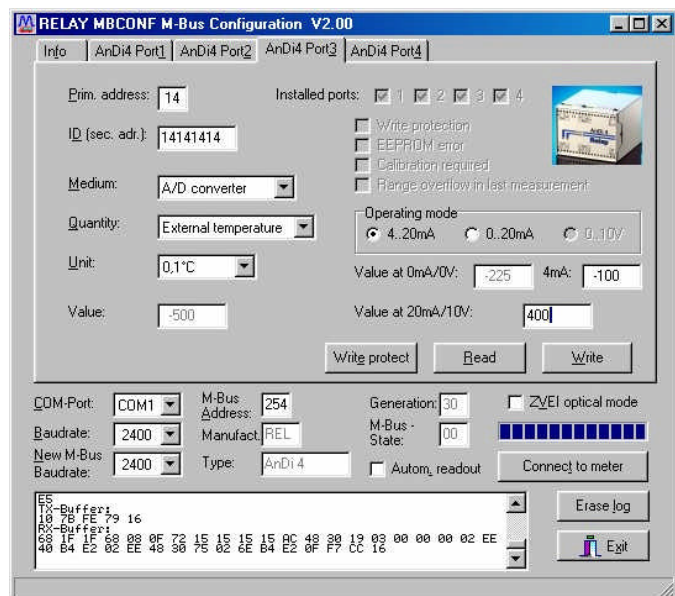 RELAY MBCONF M-Bus Configuration V2.00
Info AnDi4 Port1 AnDi4 Port2 AnDi4 Port3 AnDi4 Port4
Prim. address: 14 Installed ports: 1 2 3 4
Write protection
ID (sec. adr.): 14141414
EEPROM error
Calibration required
Medium: A/D converter
Range overflow in last measurement
Operating mode
Quantity: External temperature
4..20mA 0..20mA 0..10V
Unit: 0,1°C
Value at 0mA/0V: -225 4mA: -100
Value: -500 Value at 20mA/10V: 400
Write protect Read Write
COM-Port: COM1 M-Bus Address: 254 Generation: 30 ZVEI optical mode
Baudrate: 2400 Manufact. REL M-Bus - State: 00
New M-Bus Baudrate: 2400 Type: AnDi 4 Autom. readout Connect to meter
E5
TX-Buffer:
10 7B FE 79 16
RX-Buffer:
68 1F 1F 68 08 0F 72 15 15 15 15 AC 48 30 19 03 00 00 00 02 EE
40 B4 E2 02 EE 48 30 75 02 6E B4 E2 0F F7 CC 16
Erase log
Exit